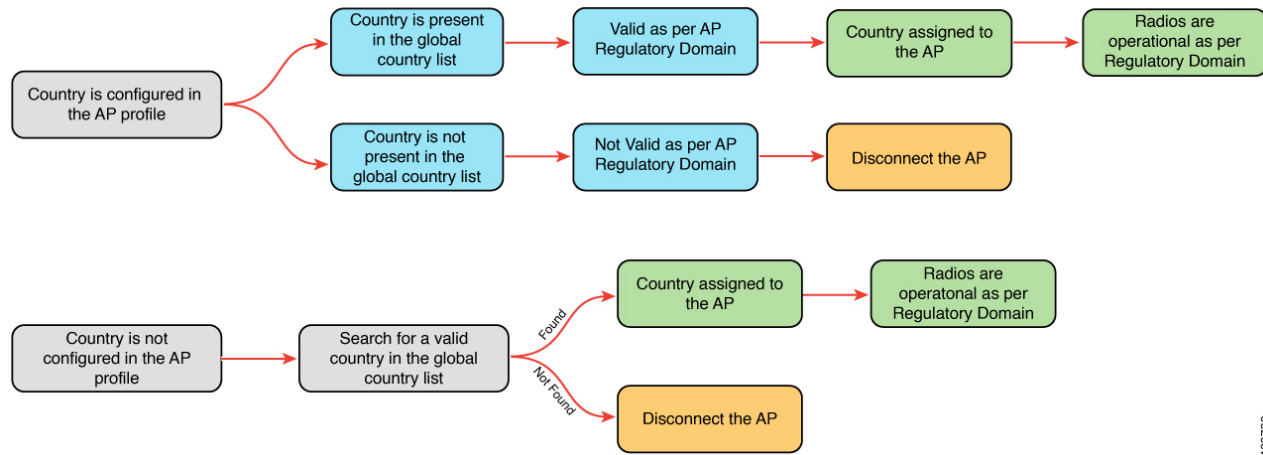 Country is present
in the global
country list
Valid as per AP
Regulatory Domain
Country assigned to
the AP
Radios are
operational as per
Regulatory Domain
Country is configured in
the AP profile
Country is not
present in the
global country list
Not Valid as per AP
Regulatory Domain
Disconnect the AP
Country assigned to
the AP
Radios are
operatonal as per
Regulatory Domain
Found
Country is not
configured in the AP
profile
Search for a valid
country in the global
country list
Not Found
Disconnect the AP